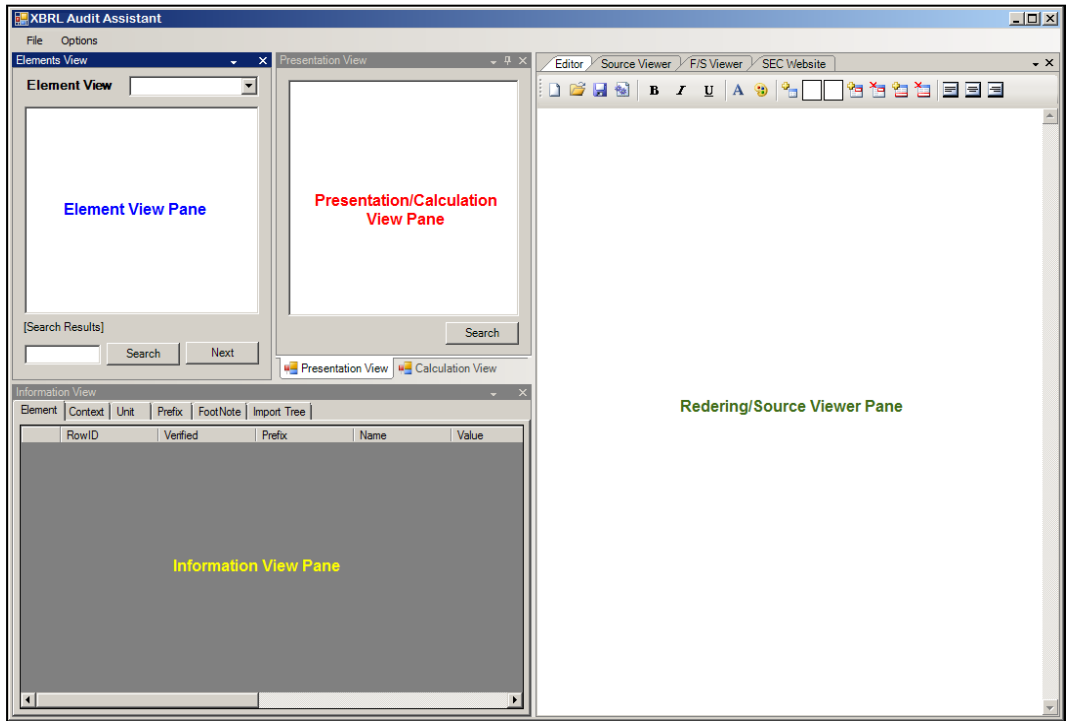 XBRL Audit Assistant
File Options
Elements View
Element View
Element View Pane
[Search Results]
Search Next
Presentation View
Presentation/Calculation
View Pane
Search
Presentation View Calculation View
Information View
Element Context Unit Prefix FootNote Import Tree
RowID Verified Prefix Name Value
Information View Pane
Editor Source Viewer F/S Viewer SEC Website
B I U A
Redering/Source Viewer Pane